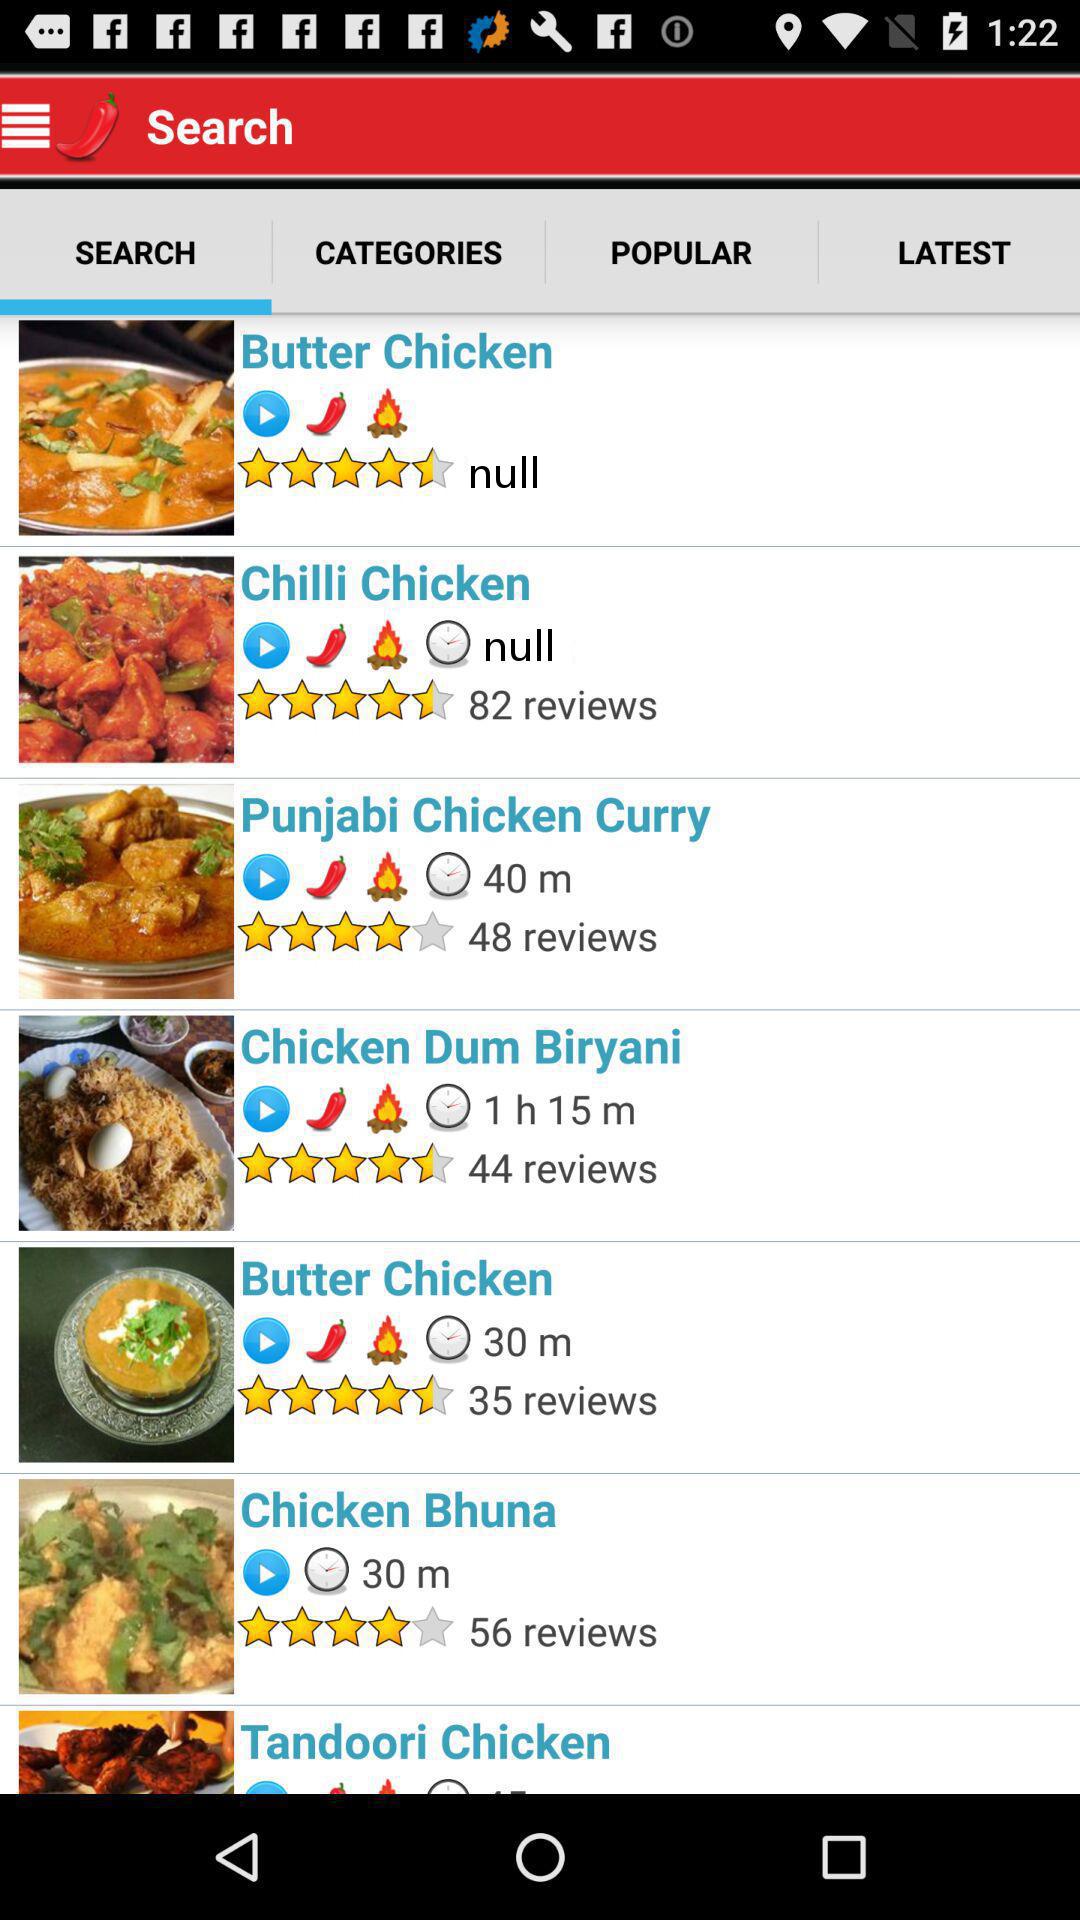 1:22
Search
SEARCH CATEGORIES POPULAR LATEST
Butter Chicken
null
Chilli Chicken
null
82 reviews
Punjabi Chicken Curry
40 m
48 reviews
Chicken Dum Biryani
1 h 15 m
44 reviews
Butter Chicken
30 m
35 reviews
Chicken Bhuna
30 m
56 reviews
Tandoori Chicken